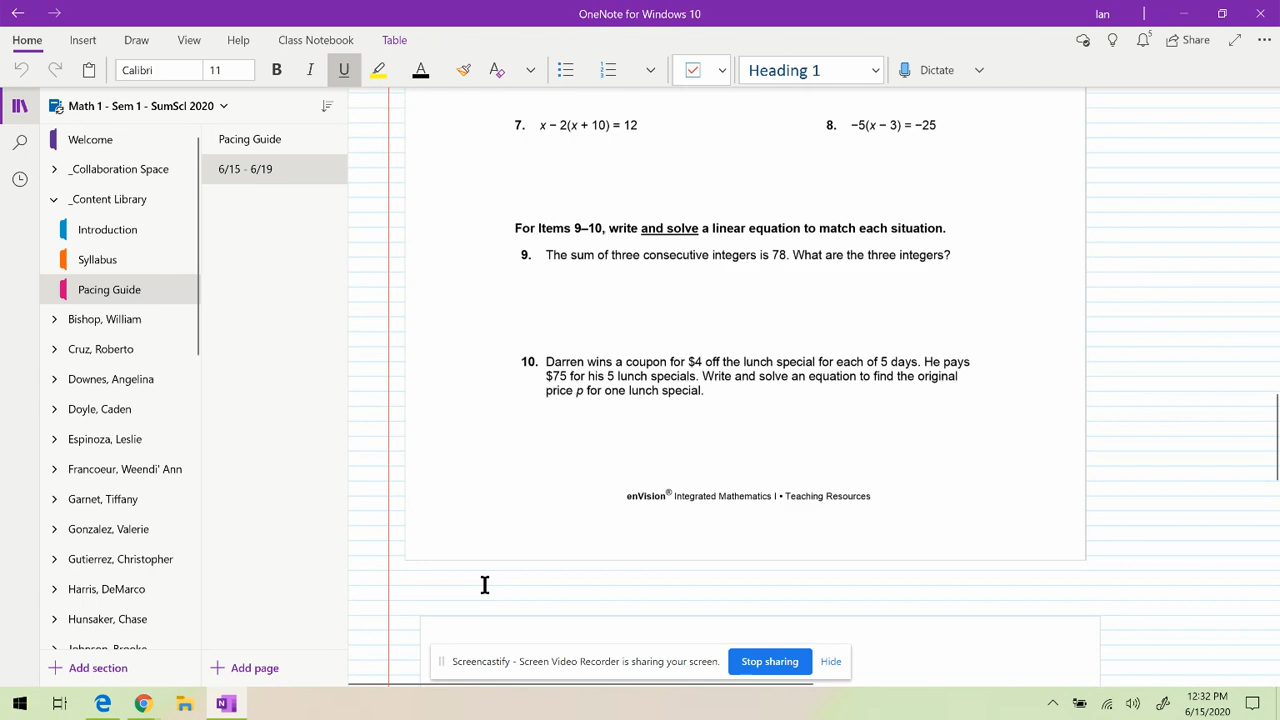 OneNote for Windows 10
Ian
Home
Insert
Draw
View
Help
Class Notebook
Table
5
Share
Calibri
11
B
I
U
A
Heading 1
Dictate
Math 1 - Sem 1 - SumScl 2020
Welcome
_Collaboration Space
_Content Library
Introduction
Syllabus
Pacing Guide
Bishop, William
Cruz, Roberto
Downes, Angelina
Doyle, Caden
Espinoza, Leslie
Francoeur, Weendi' Ann
Garnet, Tiffany
Gonzalez, Valerie
Gutierrez, Christopher
Harris, DeMarco
Hunsaker, Chase
Add section
Pacing Guide
6/15 - 6/19
Add page
7. x − 2(x + 10) = 12
8. −5(x − 3) = −25
For Items 9–10, write and solve a linear equation to match each situation.
9. The sum of three consecutive integers is 78. What are the three integers?
10. Darren wins a coupon for $4 off the lunch special for each of 5 days. He pays
$75 for his 5 lunch specials. Write and solve an equation to find the original
price p for one lunch special.
enVision® Integrated Mathematics I • Teaching Resources
Screencastify - Screen Video Recorder is sharing your screen.
Stop sharing
Hide
12:32 PM
6/15/2020